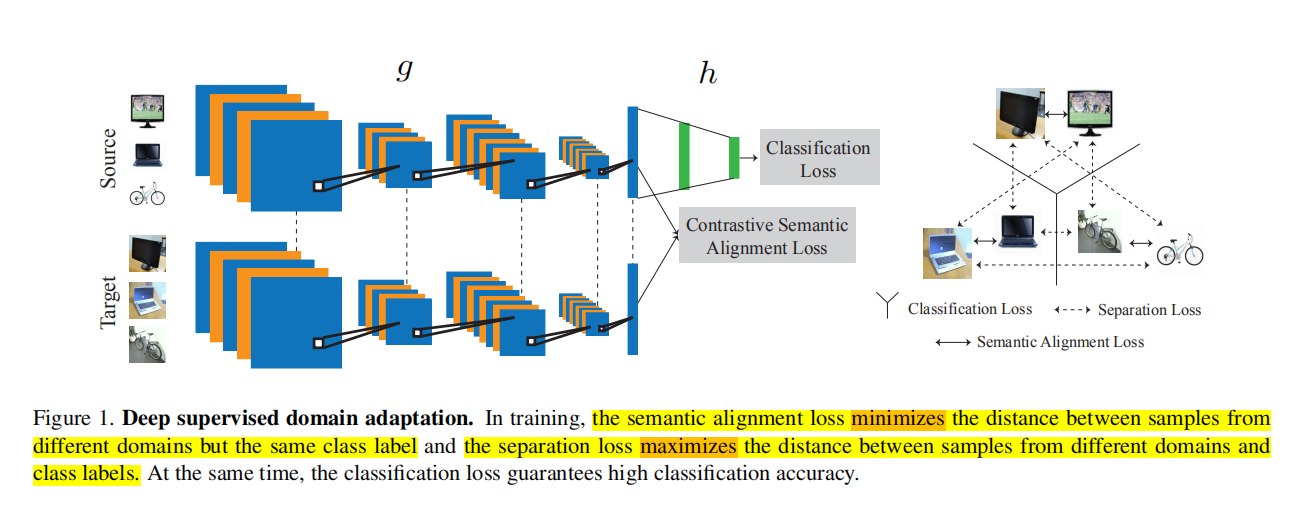 g
h
Source
Target
Classification
Loss
Contrastive Semantic
Alignment Loss
Classification Loss
Separation Loss
Semantic Alignment Loss
Figure 1. Deep supervised domain adaptation. In training, the semantic alignment loss minimizes the distance between samples from
different domains but the same class label and the separation loss maximizes the distance between samples from different domains and
class labels. At the same time, the classification loss guarantees high classification accuracy.